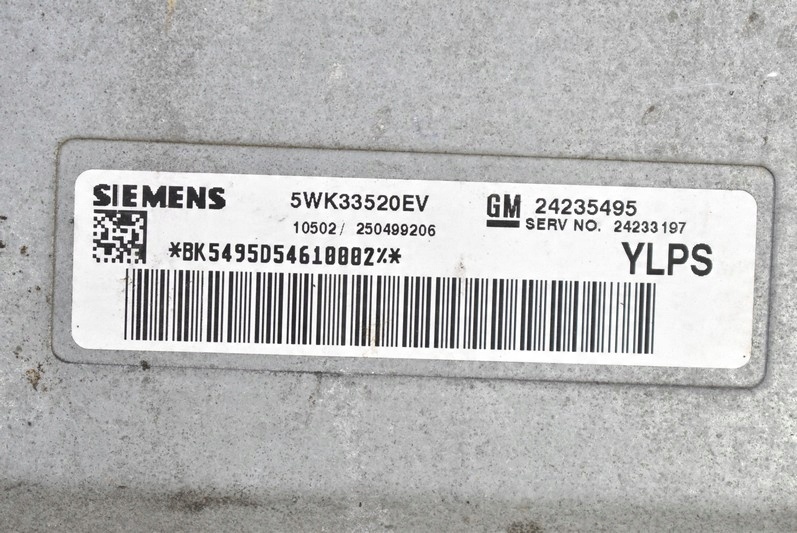 SIEMENS 5WK33520EV GM 24235495
10502 / 250499206 SERV NO. 24233197
*BK5495D54610002%* YLPS